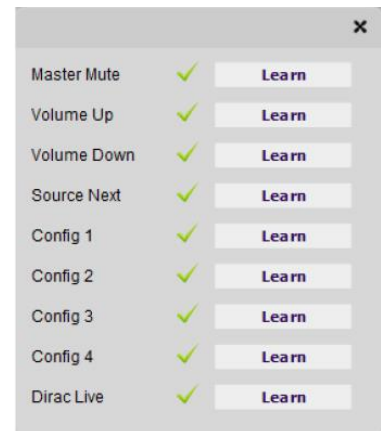 Master Mute Learn
Volume Up Learn
Volume Down Learn
Source Next Learn
Config 1 Learn
Config 2 Learn
Config 3 Learn
Config 4 Learn
Dirac Live Learn